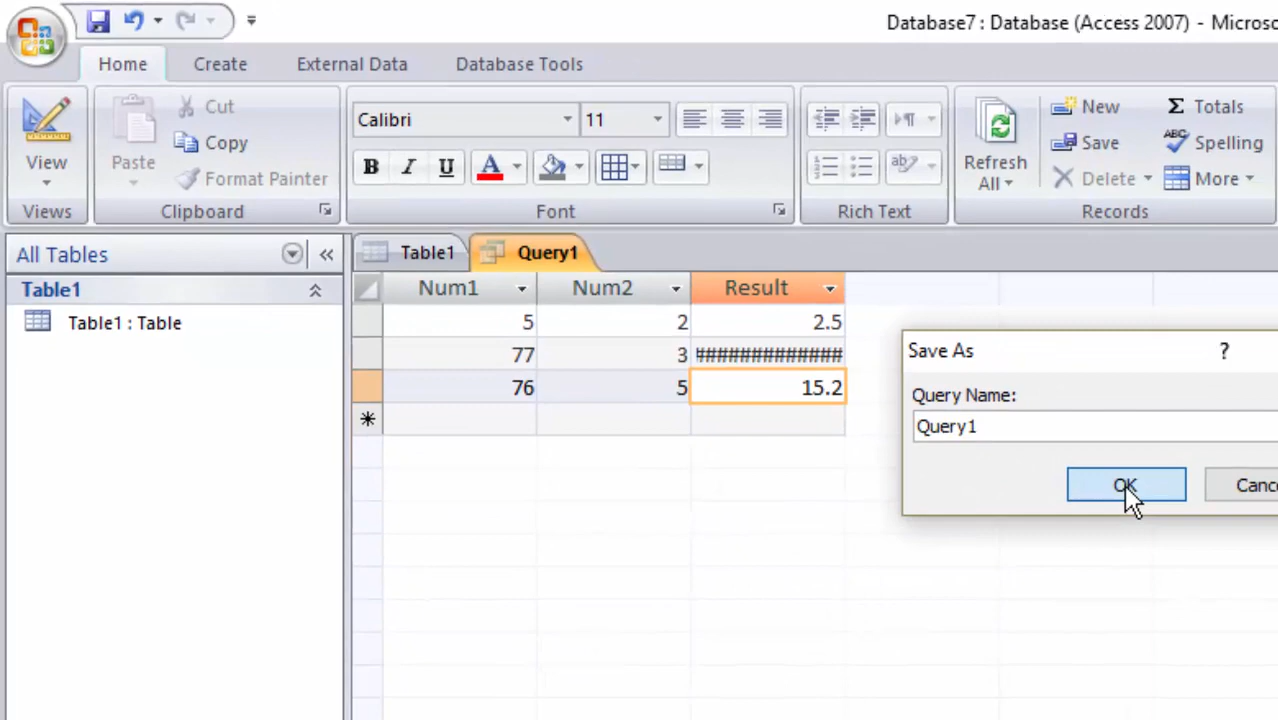 Database7 : Database (Access 2007) - Microso
Home Create External Data Database Tools
View
Views
Paste
Cut
Copy
Format Painter
Clipboard
Calibri 11
B I U A
Font
ab
Rich Text
Refresh All
New
Save
Delete
Σ Totals
ABC Spelling
More
Records
All Tables
Table1
Table1 : Table
Table1 Query1
Num1 Num2 Result
5 2 2.5
77 3 #############
76 5 15.2
*
Save As ?
Query Name:
Query1
OK Cance